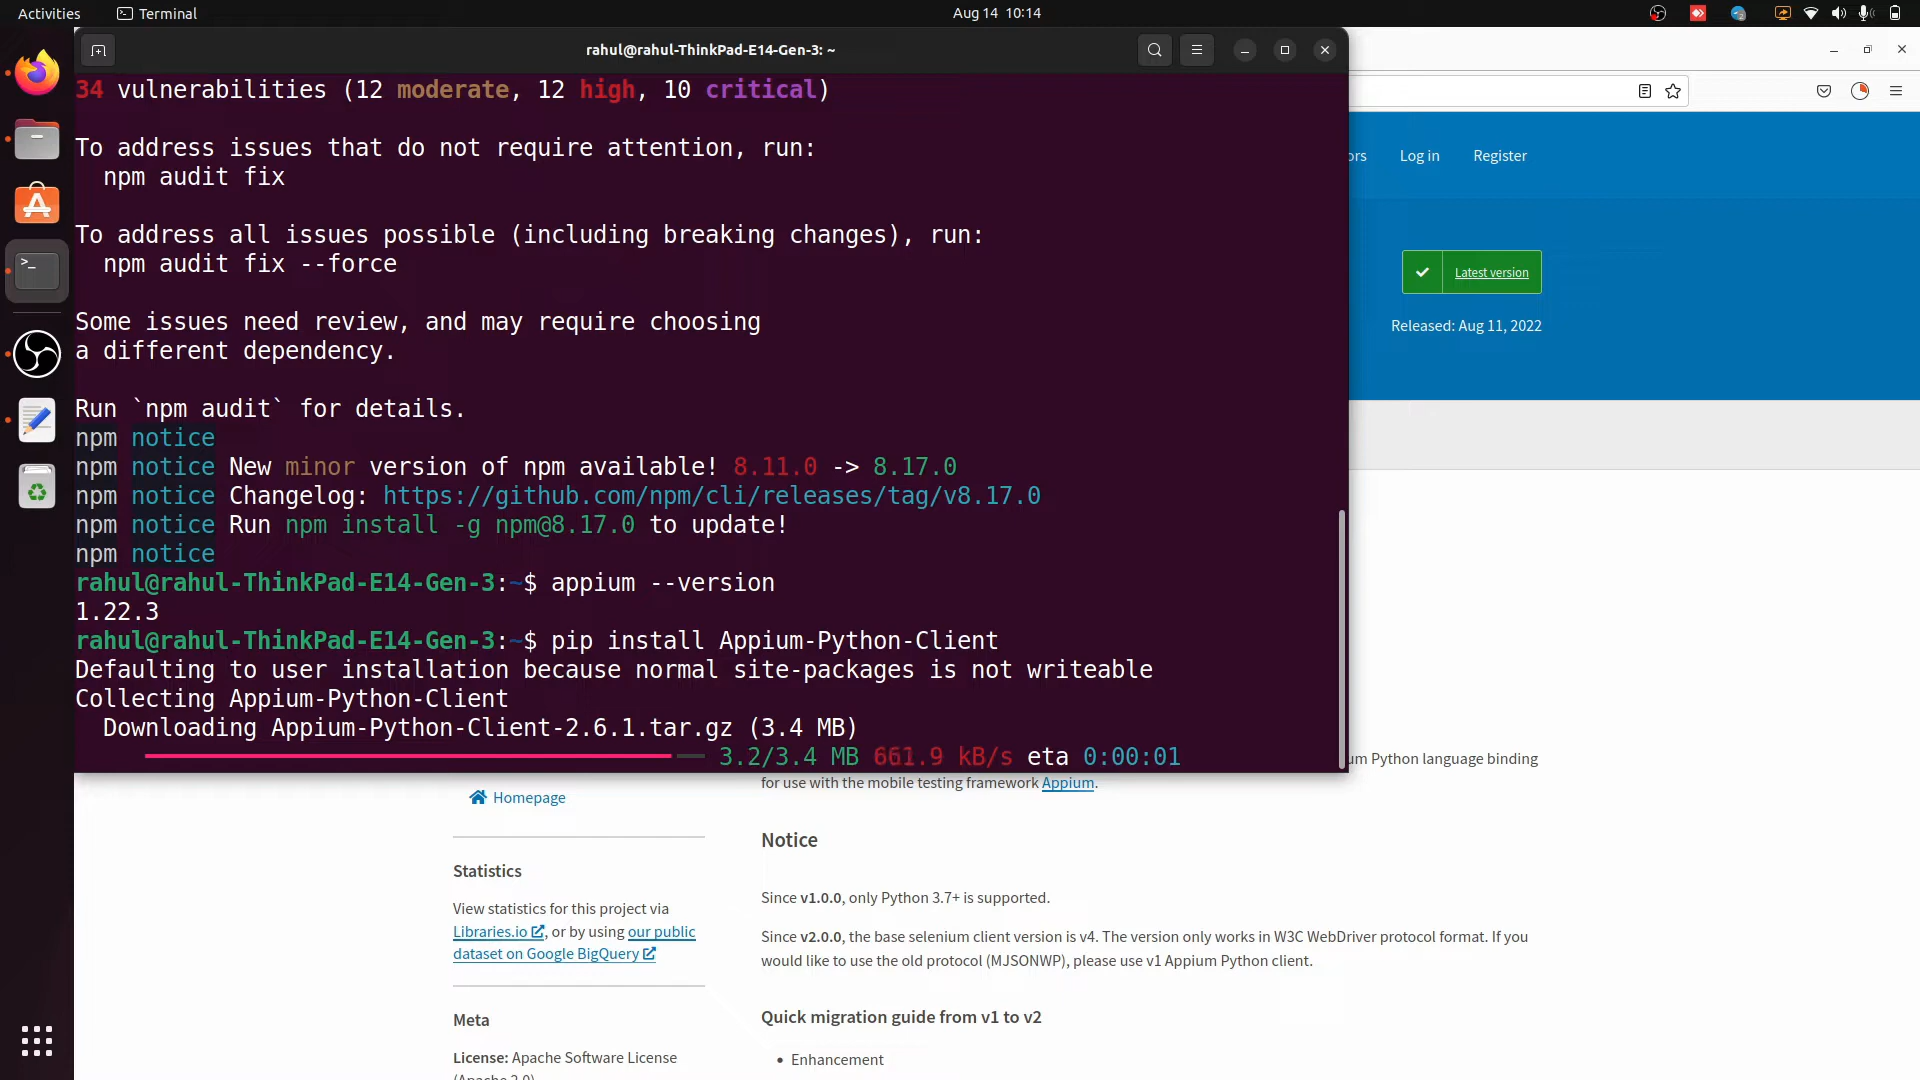 Activities
Terminal
Aug 14 10:14
rahul@rahul-ThinkPad-E14-Gen-3: ~
34 vulnerabilities (12 moderate, 12 high, 10 critical)
To address issues that do not require attention, run:
npm audit fix
To address all issues possible (including breaking changes), run:
npm audit fix --force
Some issues need review, and may require choosing
a different dependency.
Run `npm audit` for details.
npm notice
npm notice New minor version of npm available! 8.11.0 -> 8.17.0
npm notice Changelog: https://github.com/npm/cli/releases/tag/v8.17.0
npm notice Run npm install -g npm@8.17.0 to update!
npm notice
rahul@rahul-ThinkPad-E14-Gen-3:~$ appium --version
1.22.3
rahul@rahul-ThinkPad-E14-Gen-3:~$ pip install Appium-Python-Client
Defaulting to user installation because normal site-packages is not writeable
Collecting Appium-Python-Client
Downloading Appium-Python-Client-2.6.1.tar.gz (3.4 MB)
3.2/3.4 MB 661.9 kB/s eta 0:00:01
ors
Log in
Register
Latest version
Released: Aug 11, 2022
um Python language binding
for use with the mobile testing framework Appium.
Homepage
Statistics
View statistics for this project via
Libraries.io, or by using our public
dataset on Google BigQuery
Meta
License: Apache Software License
(Apache 2.0)
Notice
Since v1.0.0, only Python 3.7+ is supported.
Since v2.0.0, the base selenium client version is v4. The version only works in W3C WebDriver protocol format. If you
would like to use the old protocol (MJSONWP), please use v1 Appium Python client.
Quick migration guide from v1 to v2
• Enhancement